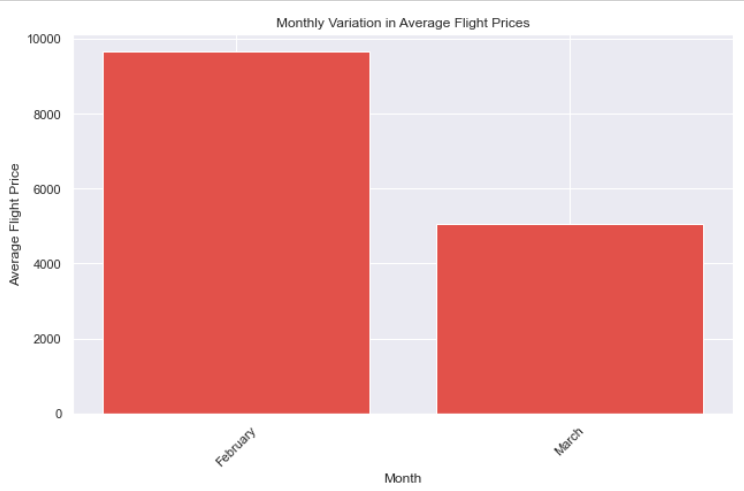 Monthly Variation in Average Flight Prices
10000
8000
6000
4000
2000
0
Average Flight Price
February
March
Month